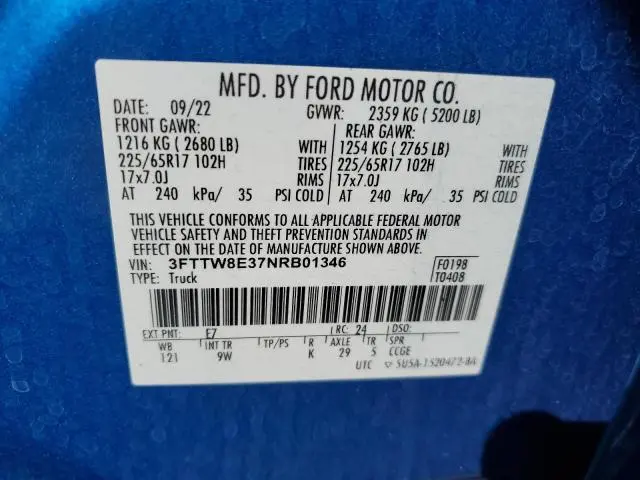 MFD. BY FORD MOTOR CO.
DATE: 09/22 GVWR: 2359 KG ( 5200 LB)
FRONT GAWR: REAR GAWR:
1216 KG ( 2680 LB) WITH 1254 KG ( 2765 LB) WITH
225/65R17 102H TIRES 225/65R17 102H TIRES
17x7.0J RIMS 17x7.0J RIMS
AT 240 kPa/ 35 PSI COLD AT 240 kPa/ 35 PSI COLD
THIS VEHICLE CONFORMS TO ALL APPLICABLE FEDERAL MOTOR
VEHICLE SAFETY AND THEFT PREVENTION STANDARDS IN
EFFECT ON THE DATE OF MANUFACTURE SHOWN ABOVE.
VIN: 3FTTW8E37NRB01346 F0198
TYPE: Truck T0408
EXT PNT: E7 RC: 24 DSO:
WB INT TR TP/PS R AXLE TR SPR
121 9W K 29 5 CCGE
UTC 5U5A-1520472-BA